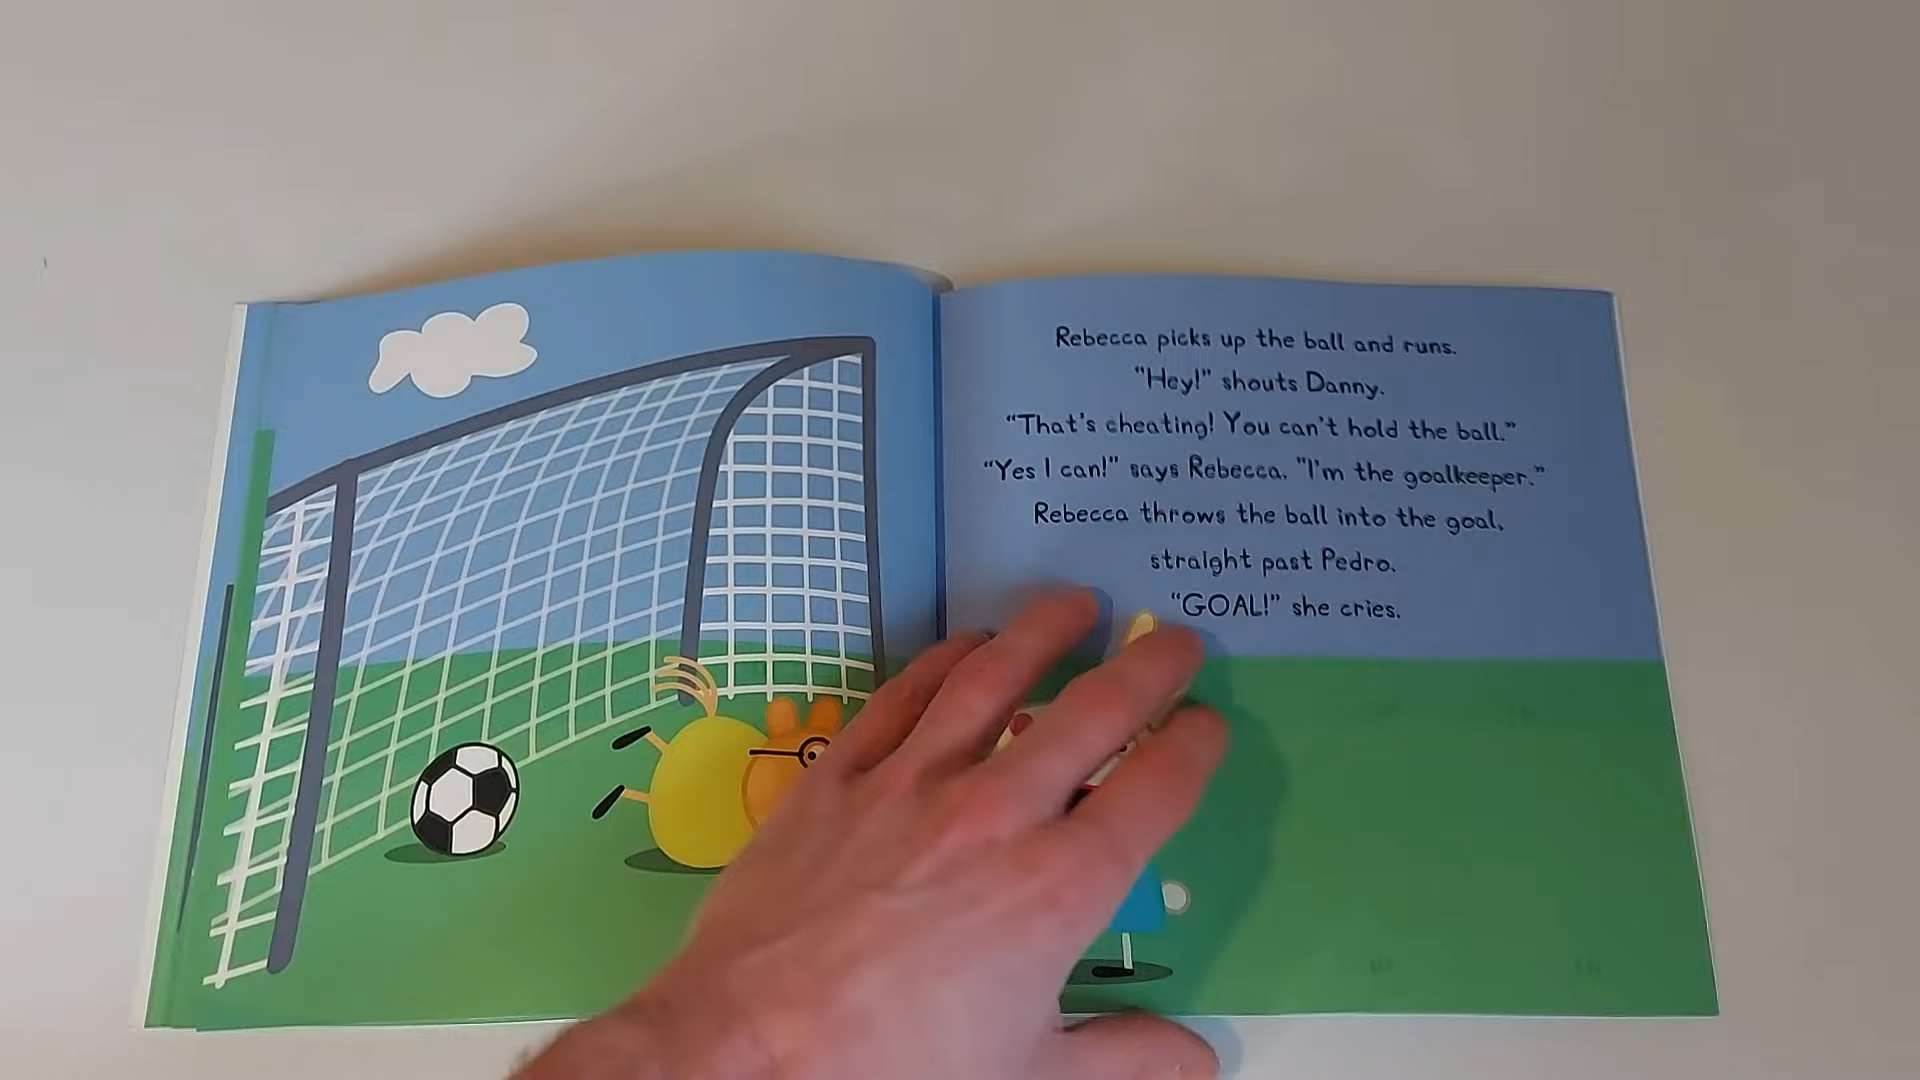 Rebecca picks up the ball and runs.
“Hey!” shouts Danny.
“That’s cheating! You can’t hold the ball.”
“Yes I can!” says Rebecca. “I’m the goalkeeper.”
Rebecca throws the ball into the goal,
straight past Pedro.
“GOAL!” she cries.